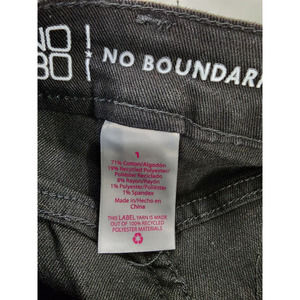 NO
BO
NO BOUNDARI
1
71% Cotton/Algodón
19% Recycled Polyester/
Poliéster Reciclado
8% Rayon/Rayón
1% Polyester/Poliéster
1% Spandex
Made in/Hecho en
China
THIS LABEL YARN IS MADE
OUT OF 100% RECYCLED
POLYESTER MATERIALS